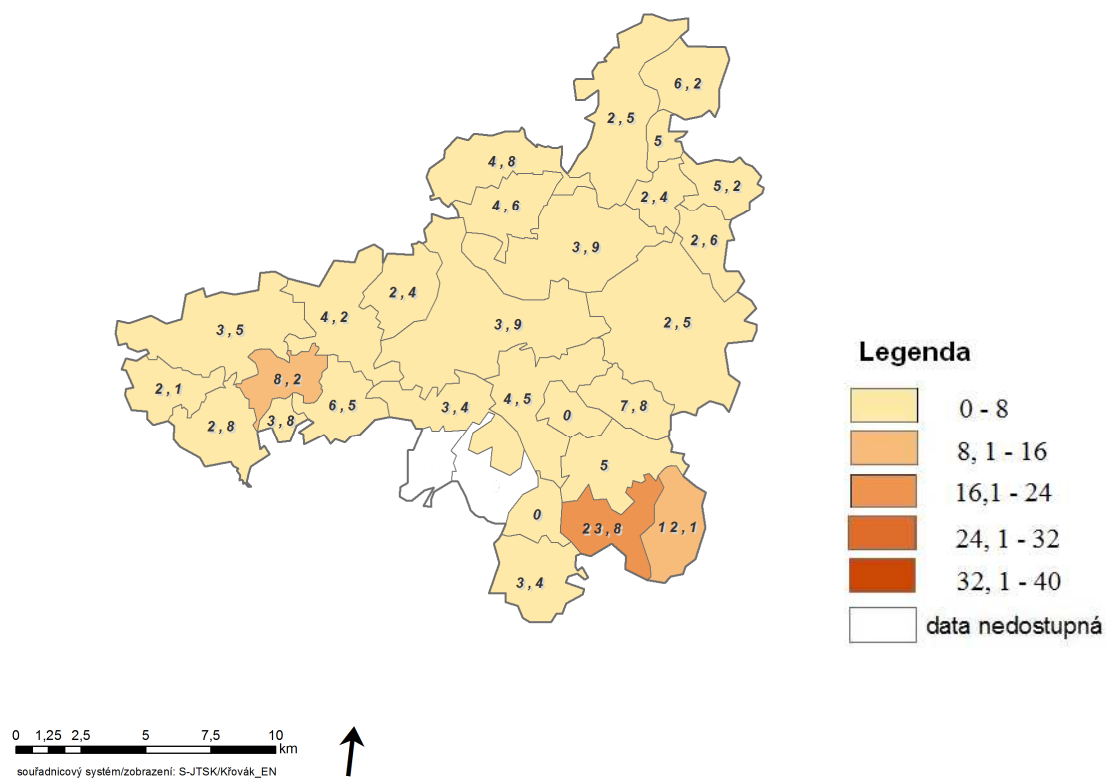 6,2
2,5
5
4,8
5,2
2,4
4,6
2,6
3,9
2,4
4,2
3,9
2,5
3,5
8,2
2,1
6,5
3,4
4,5
0
7,8
2,8
3,8
5
0
23,8
12,1
3,4
Legenda
0 - 8
8, 1 - 16
16,1 - 24
24, 1 - 32
32, 1 - 40
data nedostupná
0 1,25 2,5 5 7,5 10
km
souřadnicový systém/zobrazení: S-JTSK/Křovák_EN